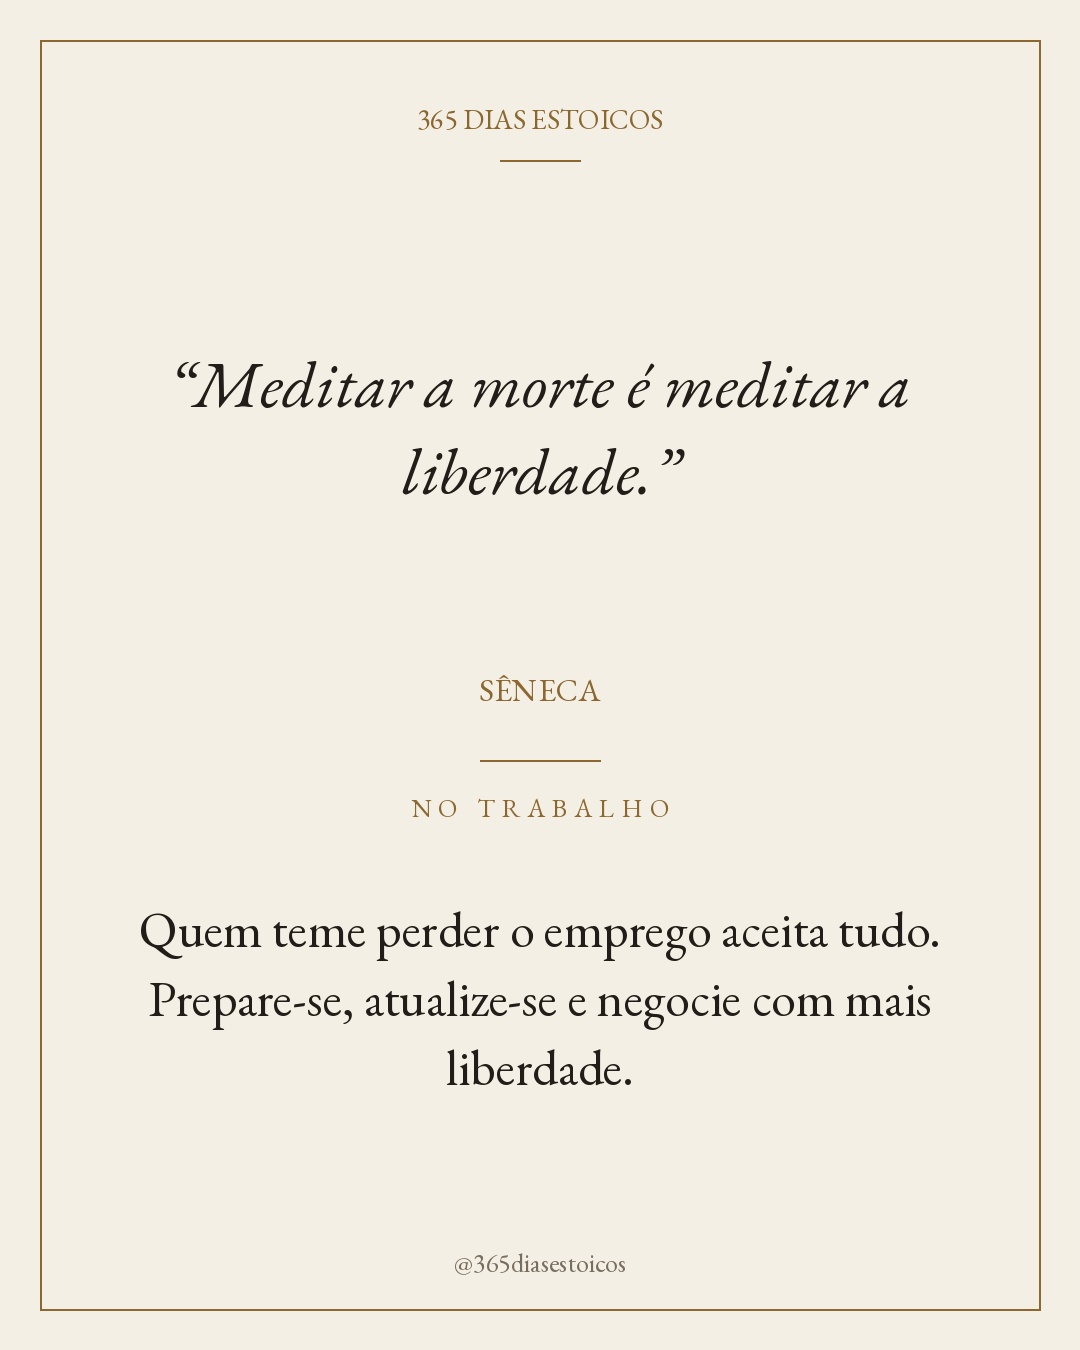 365 DIAS ESTOICOS
“Meditar a morte é meditar a
liberdade.”
SÊNECA
NO TRABALHO
Quem teme perder o emprego aceita tudo.
Prepare-se, atualize-se e negocie com mais
liberdade.
@365diasestoicos